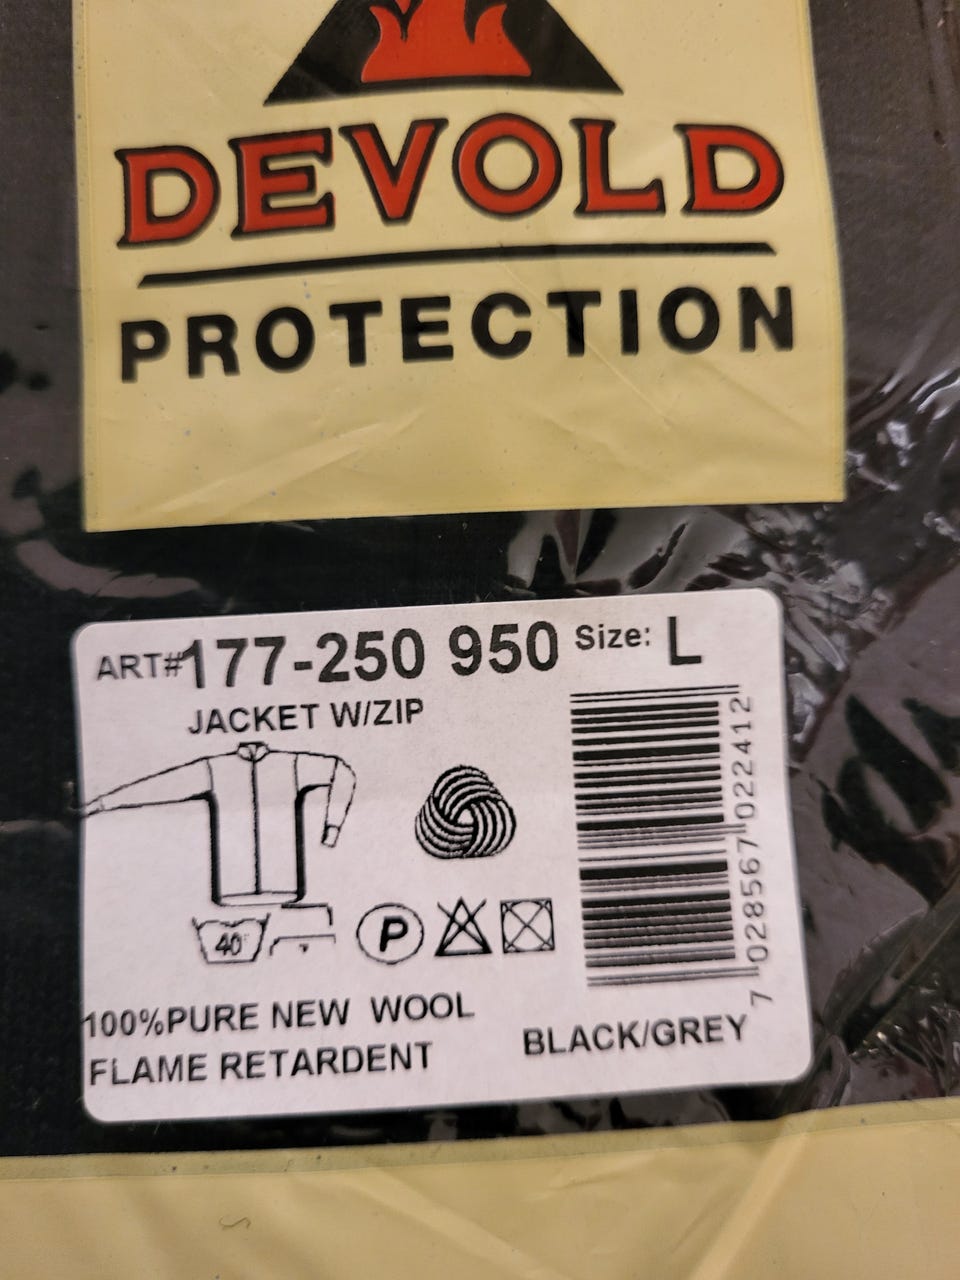 DEVOLD
PROTECTION
ART#177-250 950 Size: L
JACKET W/ZIP
7 028567 022412
40°
P
100%PURE NEW WOOL
FLAME RETARDENT
BLACK/GREY